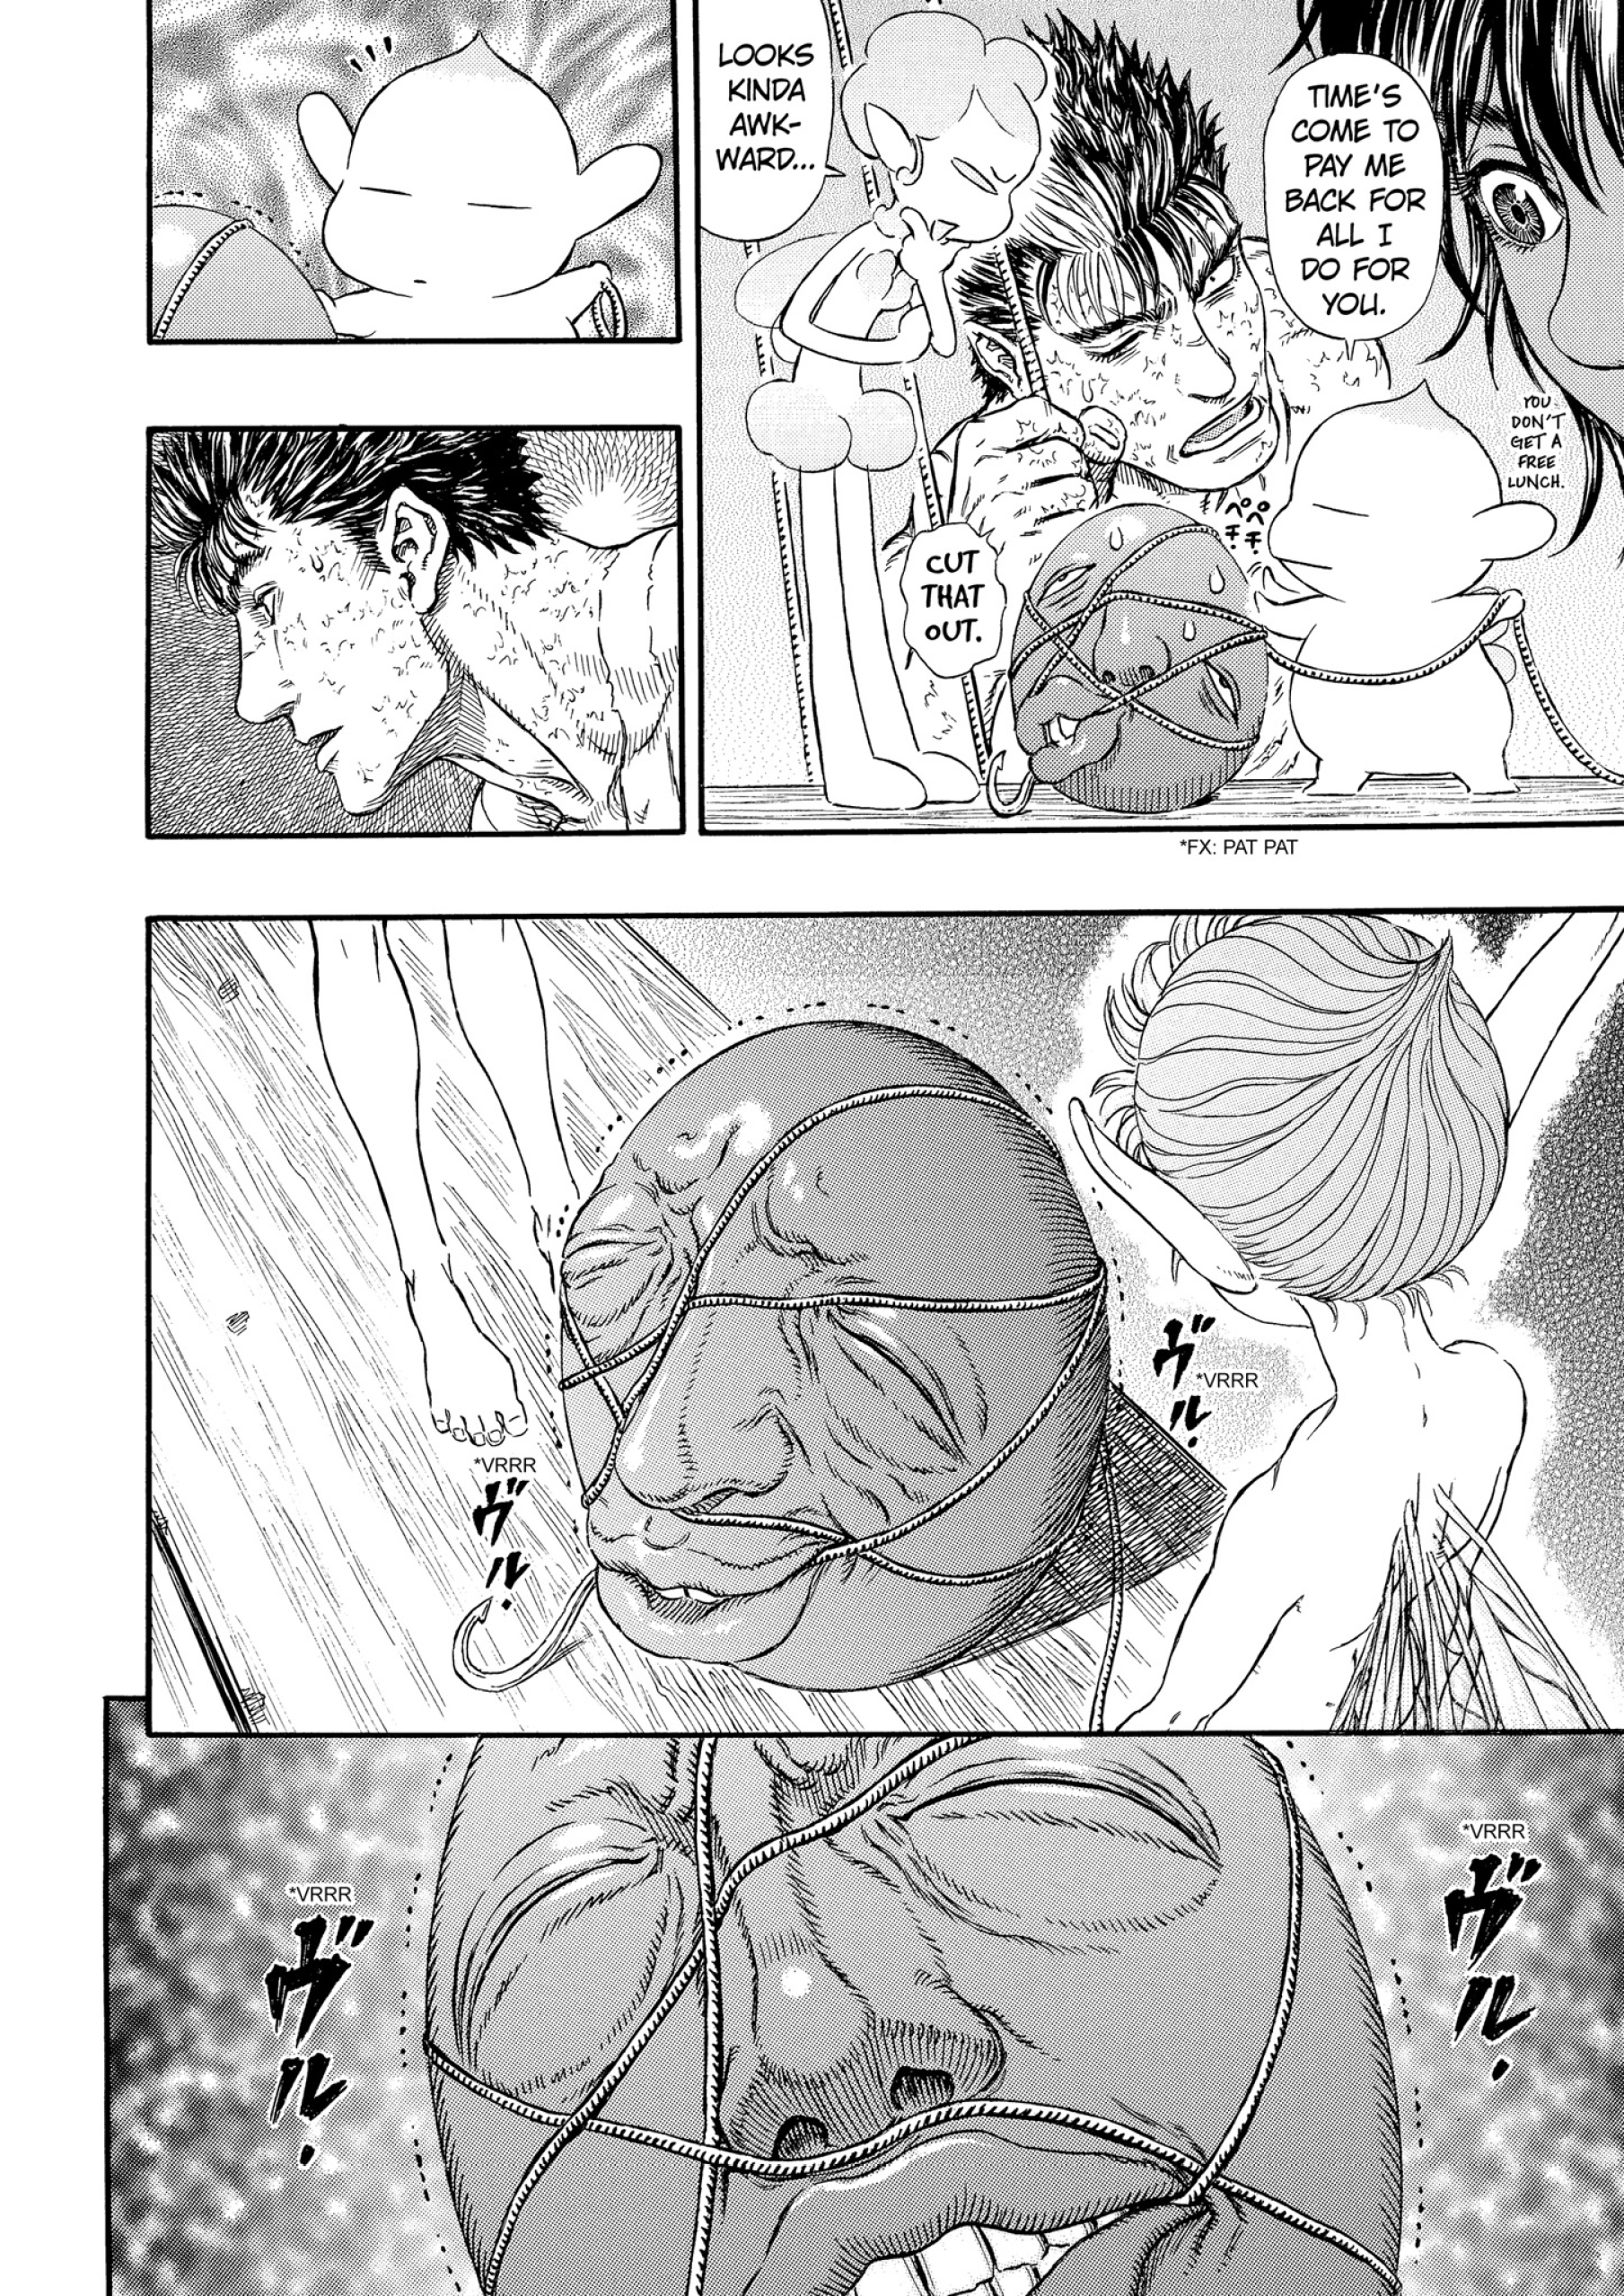 TIME'S
COME TO
PAY ME
BACK FOR
ALL I
DO FOR
YOU.
YOU
DON'T
GET A
FREE
LUNCH.
LOOKS
KINDA
AWK-
WARD...
CUT
THAT
OUT.
ペチ
ペチ
*FX: PAT PAT
*VRRR
ヴル
*VRRR
ヴル
*VRRR
ヴル
*VRRR
ヴル